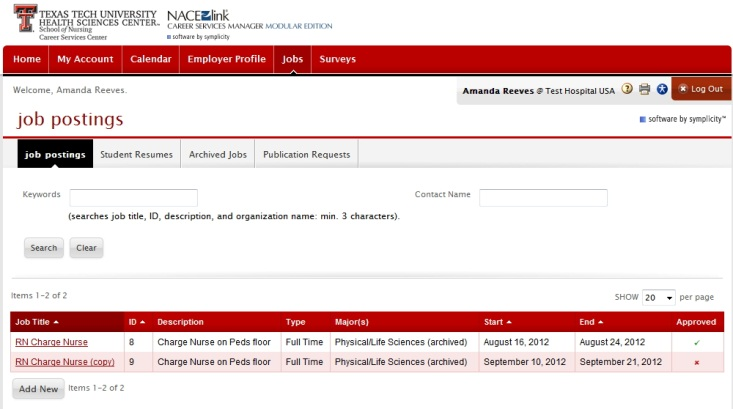 TEXAS TECH UNIVERSITY
HEALTH SCIENCES CENTER™
School of Nursing
Career Services Center
NACElink
CAREER SERVICES MANAGER MODULAR EDITION
software by symplicity
Home My Account Calendar Employer Profile Jobs Surveys
Welcome, Amanda Reeves.
Amanda Reeves @ Test Hospital USA Log Out
job postings
software by symplicity™
job postings Student Resumes Archived Jobs Publication Requests
Keywords Contact Name
(searches job title, ID, description, and organization name: min. 3 characters).
Search Clear
Items 1-2 of 2 SHOW 20 per page
Job Title ID Description Type Major(s) Start End Approved
RN Charge Nurse 8 Charge Nurse on Peds floor Full Time Physical/Life Sciences (archived) August 16, 2012 August 24, 2012
RN Charge Nurse (copy) 9 Charge Nurse on Peds floor Full Time Physical/Life Sciences (archived) September 10, 2012 September 21, 2012
Add New Items 1-2 of 2